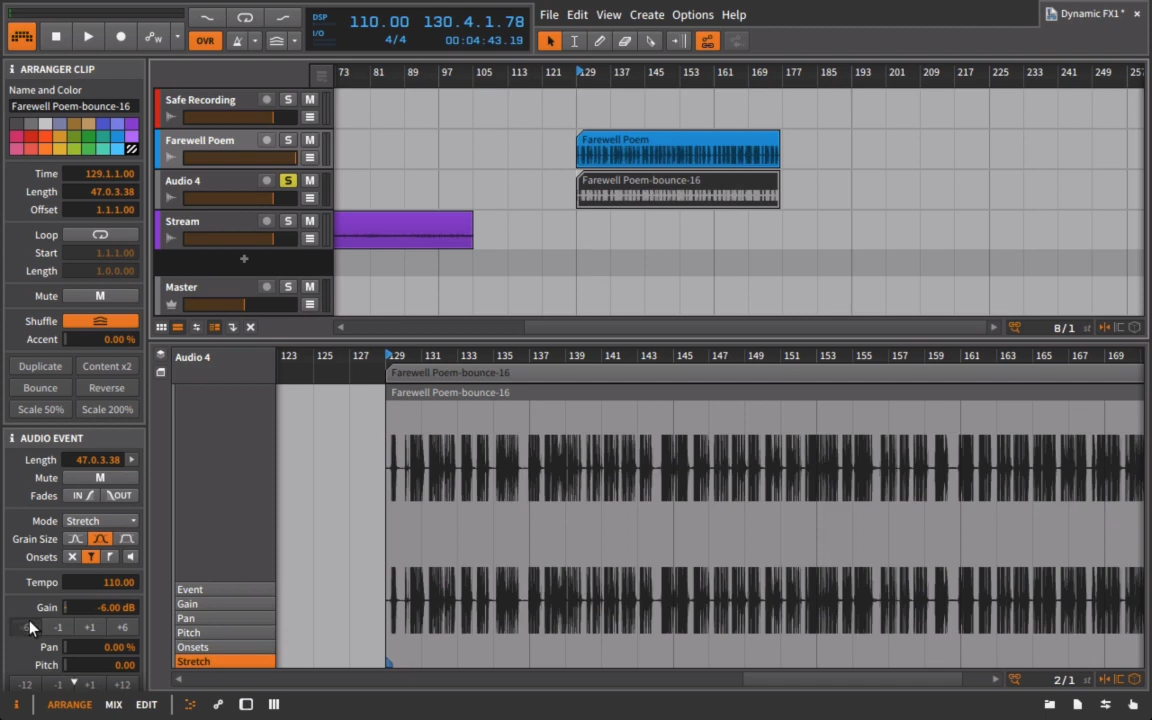 File Edit View Create Options Help
Dynamic FX1* ×
DSP
I/O
110.00 130.4.1.78
4/4 00:04:43.19
OVR
ARRANGER CLIP
Name and Color
Farewell Poem-bounce-16
Time 129.1.1.00
Length 47.0.3.38
Offset 1.1.1.00
Loop
Start 1.1.1.00
Length 1.0.0.00
Mute M
Shuffle
Accent 0.00 %
Duplicate Content x2
Bounce Reverse
Scale 50% Scale 200%
AUDIO EVENT
Length 47.0.3.38
Mute M
Fades IN OUT
Mode Stretch
Grain Size
Onsets
Tempo 110.00
Gain -6.00 dB
-1 +1 +6
Pan 0.00 %
Pitch 0.00
-12 -1 +1 +12
73 81 89 97 105 113 121 129 137 145 153 161 169 177 185 193 201 209 217 225 233 241 249 257
Safe Recording S M
Farewell Poem S M
Farewell Poem
Audio 4 S M
Farewell Poem-bounce-16
Stream S M
+
Master S M
8/1 st
Audio 4
123 125 127 129 131 133 135 137 139 141 143 145 147 149 151 153 155 157 159 161 163 165 167 169
Farewell Poem-bounce-16
Farewell Poem-bounce-16
Event
Gain
Pan
Pitch
Onsets
Stretch
2/1 st
i ARRANGE MIX EDIT